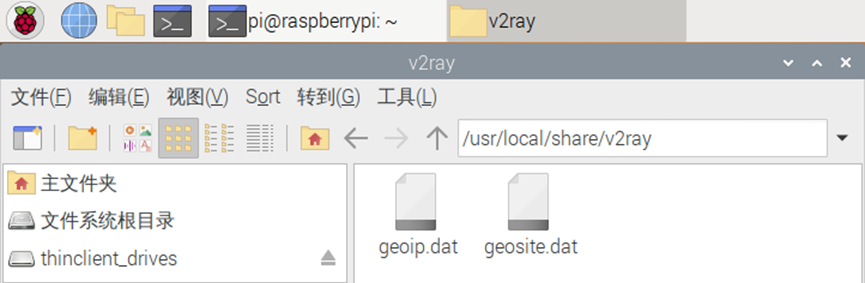 pi@raspberrypi: ~ v2ray
v2ray
文件(F) 编辑(E) 视图(V) Sort 转到(G) 工具(L)
/usr/local/share/v2ray
主文件夹
文件系统根目录
thinclient_drives
geoip.dat geosite.dat